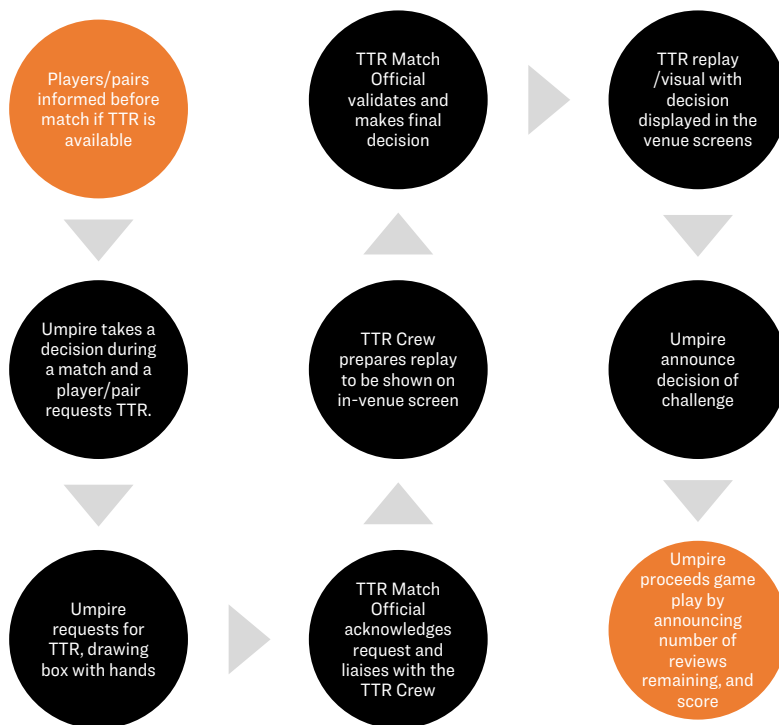 Players/pairs
informed before
match if TTR is
available
Umpire takes a
decision during
a match and a
player/pair
requests TTR.
Umpire
requests for
TTR, drawing
box with hands
TTR Match
Official
acknowledges
request and
liaises with the
TTR Crew
TTR Crew
prepares replay
to be shown on
in-venue screen
TTR Match
Official
validates and
makes final
decision
TTR replay
/visual with
decision
displayed in the
venue screens
Umpire
announce
decision of
challenge
Umpire
proceeds game
play by
announcing
number of
reviews
remaining, and
score